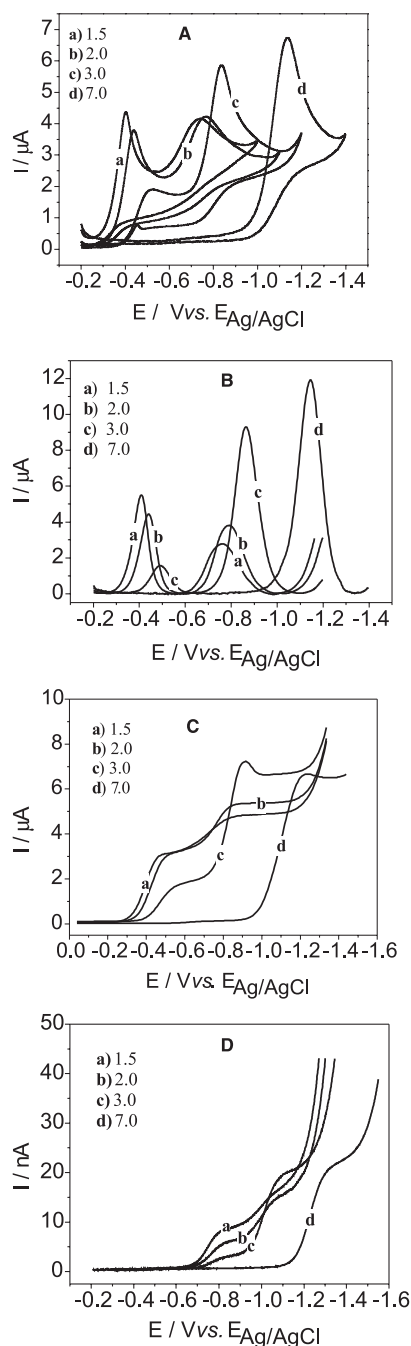 A
a) 1.5
b) 2.0
c) 3.0
d) 7.0
7
6
5
4
3
2
1
0
a
b
c
d
-0.2 -0.4 -0.6 -0.8 -1.0 -1.2 -1.4
I / μA
E / V vs. E Ag/AgCl
B
a) 1.5
b) 2.0
c) 3.0
d) 7.0
12
10
8
6
4
2
0
a
b
c
b
a
c
d
-0.2 -0.4 -0.6 -0.8 -1.0 -1.2 -1.4
I / μA
E / V vs. E Ag/AgCl
C
a) 1.5
b) 2.0
c) 3.0
d) 7.0
10
8
6
4
2
0
a
b
c
d
0.0 -0.2 -0.4 -0.6 -0.8 -1.0 -1.2 -1.4 -1.6
I / μA
E / V vs. E Ag/AgCl
D
a) 1.5
b) 2.0
c) 3.0
d) 7.0
50
40
30
20
10
0
a
b
c
d
-0.2 -0.4 -0.6 -0.8 -1.0 -1.2 -1.4 -1.6
I / nA
E / V vs. E Ag/AgCl